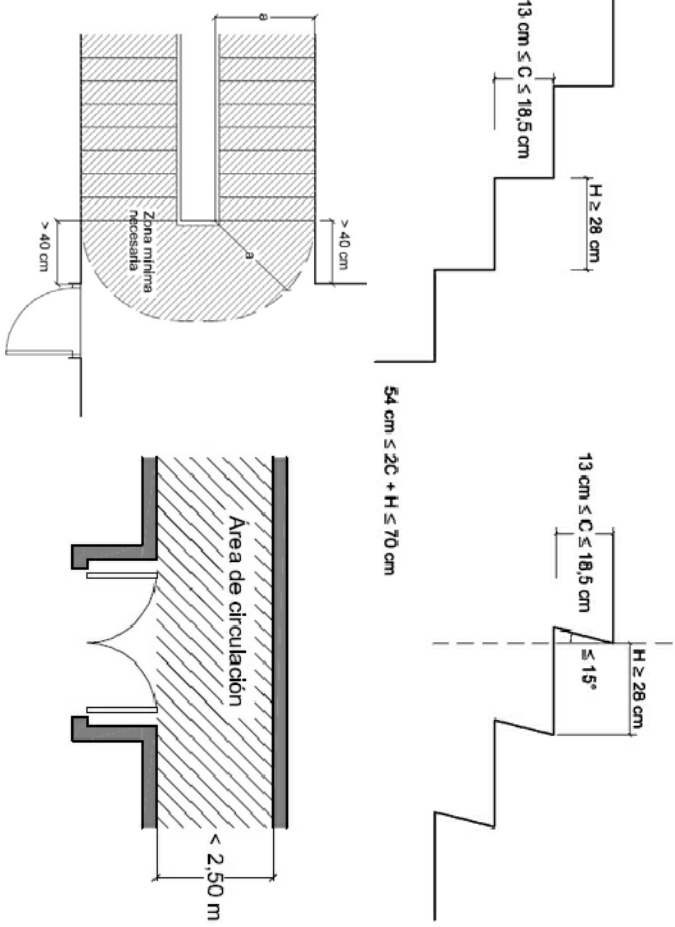 13 cm ≤ C ≤ 18,5 cm
H ≥ 28 cm
54 cm ≤ 2C + H ≤ 70 cm
13 cm ≤ C ≤ 18,5 cm
≤ 15°
H ≥ 28 cm
a
a
> 40 cm
> 40 cm
Zona mínima
necesaria
Área de circulación
< 2,50 m